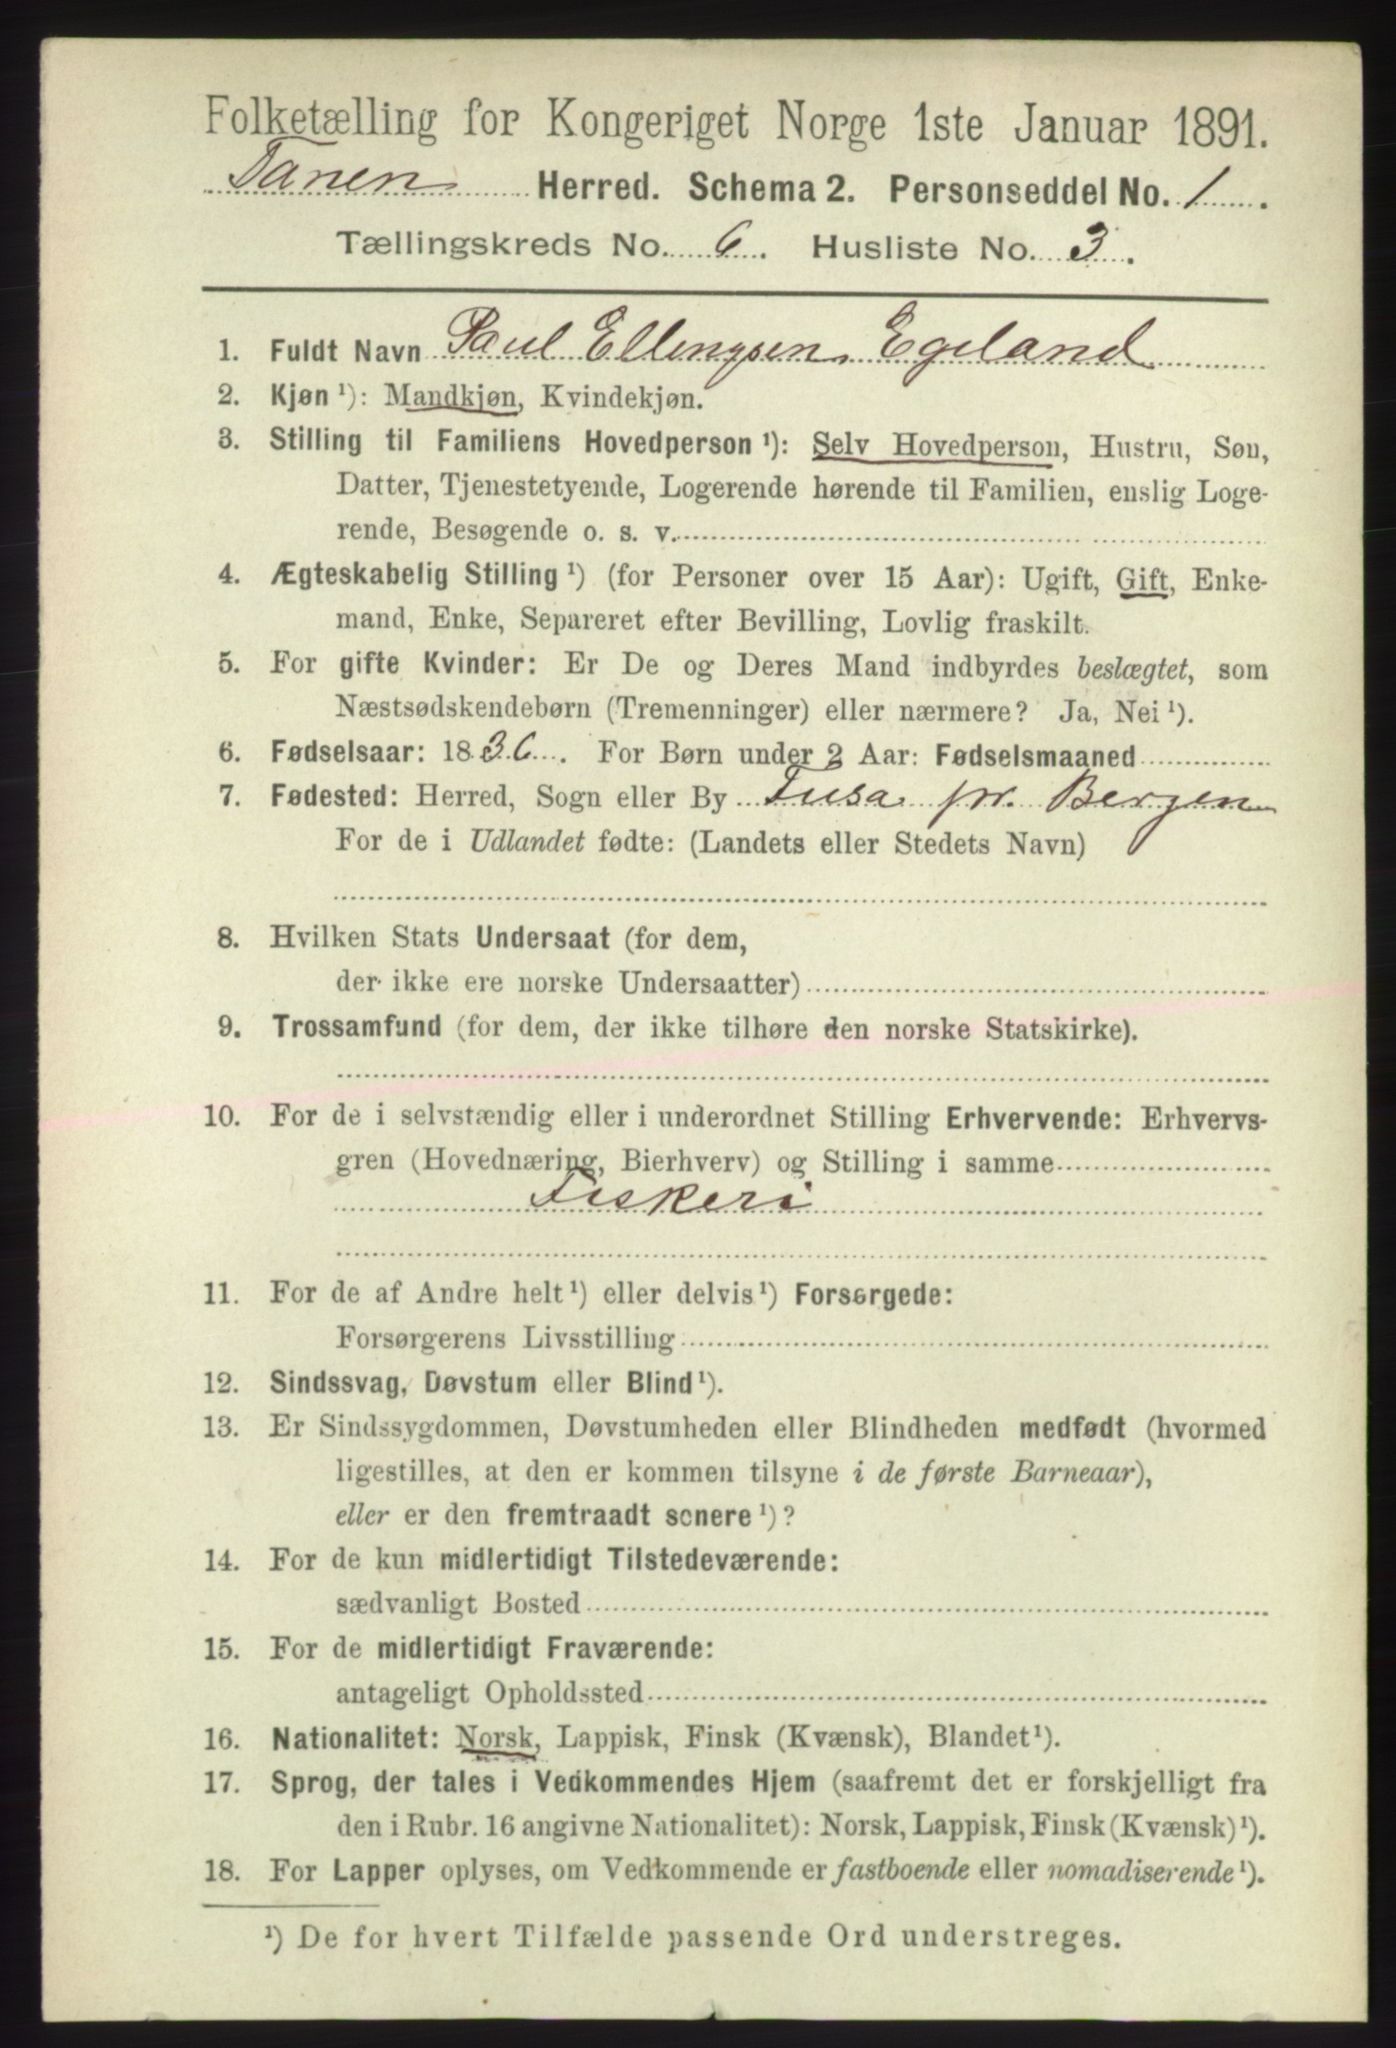 Folketælling for Kongeriget Norge 1ste Januar 1891.
Tanen Herred. Schema 2. Personseddel No. 1.
Tællingskreds No. 6. Husliste No. 3.
1. Fuldt Navn Paul Ellingsen Egeland
2. Kjøn ¹): Mandkjøn, Kvindekjøn.
3. Stilling til Familiens Hovedperson ¹): Selv Hovedperson, Hustru, Søn,
Datter, Tjenestetyende, Logerende hørende til Familien, enslig Loge-
rende, Besøgende o. s. v.
4. Ægteskabelig Stilling ¹) (for Personer over 15 Aar): Ugift, Gift, Enke-
mand, Enke, Separeret efter Bevilling, Lovlig fraskilt.
5. For gifte Kvinder: Er De og Deres Mand indbyrdes beslægtet, som
Næstsødskendebørn (Tremenninger) eller nærmere? Ja, Nei ¹).
6. Fødselsaar: 1836. For Børn under 2 Aar: Fødselsmaaned
7. Fødested: Herred, Sogn eller By Fusa pr. Bergen
For de i Udlandet fødte: (Landets eller Stedets Navn)
8. Hvilken Stats Undersaat (for dem,
der ikke ere norske Undersaatter)
9. Trossamfund (for dem, der ikke tilhøre den norske Statskirke).
10. For de i selvstændig eller i underordnet Stilling Erhvervende: Erhvervs-
gren (Hovednæring, Bierhverv) og Stilling i samme
Fiskeri
11. For de af Andre helt ¹) eller delvis ¹) Forsørgede:
Forsørgerens Livsstilling
12. Sindssvag, Døvstum eller Blind ¹).
13. Er Sindssygdommen, Døvstumheden eller Blindheden medfødt (hvormed
ligestilles, at den er kommen tilsyne i de første Barneaar),
eller er den fremtraadt senere ¹)?
14. For de kun midlertidigt Tilstedeværende:
sædvanligt Bosted
15. For de midlertidigt Fraværende:
antageligt Opholdssted
16. Nationalitet: Norsk, Lappisk, Finsk (Kvænsk), Blandet ¹).
17. Sprog, der tales i Vedkommendes Hjem (saafremt det er forskjelligt fra
den i Rubr. 16 angivne Nationalitet): Norsk, Lappisk, Finsk (Kvænsk) ¹).
18. For Lapper oplyses, om Vedkommende er fastboende eller nomadiserende ¹).
¹) De for hvert Tilfælde passende Ord understreges.